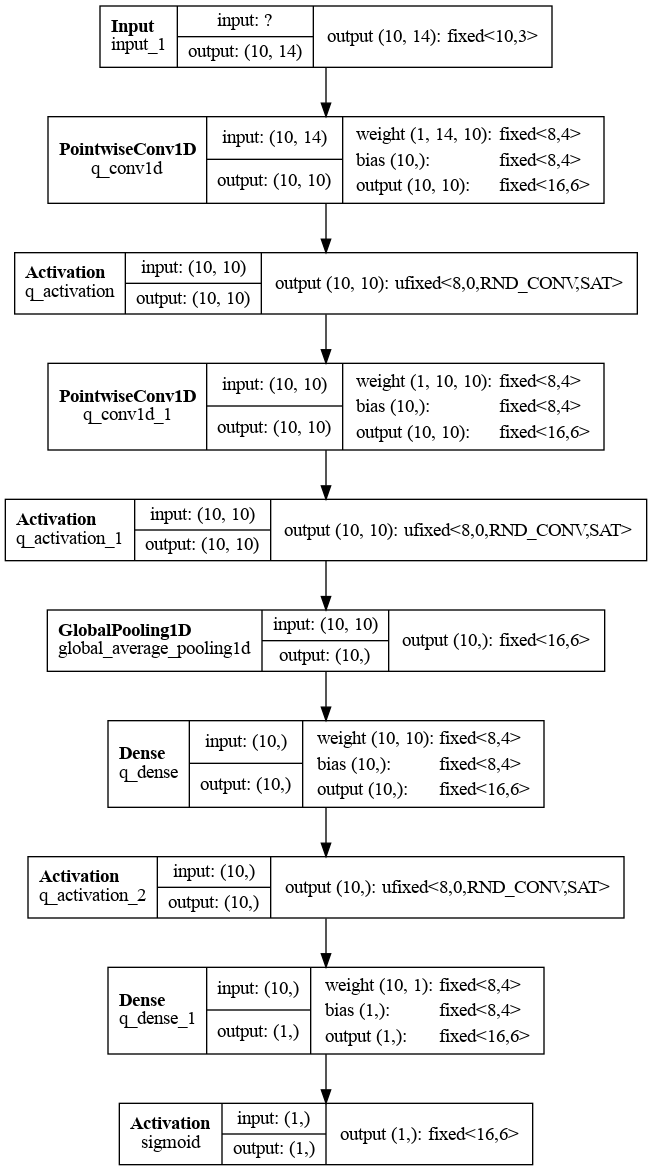 Input
input_1
input: ?
output: (10, 14)
output (10, 14): fixed<10,3>
PointwiseConv1D
q_conv1d
input: (10, 14)
output: (10, 10)
weight (1, 14, 10): fixed<8,4>
bias (10,): fixed<8,4>
output (10, 10): fixed<16,6>
Activation
q_activation
input: (10, 10)
output: (10, 10)
output (10, 10): ufixed<8,0,RND_CONV,SAT>
PointwiseConv1D
q_conv1d_1
input: (10, 10)
output: (10, 10)
weight (1, 10, 10): fixed<8,4>
bias (10,): fixed<8,4>
output (10, 10): fixed<16,6>
Activation
q_activation_1
input: (10, 10)
output: (10, 10)
output (10, 10): ufixed<8,0,RND_CONV,SAT>
GlobalPooling1D
global_average_pooling1d
input: (10, 10)
output: (10,)
output (10,): fixed<16,6>
Dense
q_dense
input: (10,)
output: (10,)
weight (10, 10): fixed<8,4>
bias (10,): fixed<8,4>
output (10,): fixed<16,6>
Activation
q_activation_2
input: (10,)
output: (10,)
output (10,): ufixed<8,0,RND_CONV,SAT>
Dense
q_dense_1
input: (10,)
output: (1,)
weight (10, 1): fixed<8,4>
bias (1,): fixed<8,4>
output (1,): fixed<16,6>
Activation
sigmoid
input: (1,)
output: (1,)
output (1,): fixed<16,6>